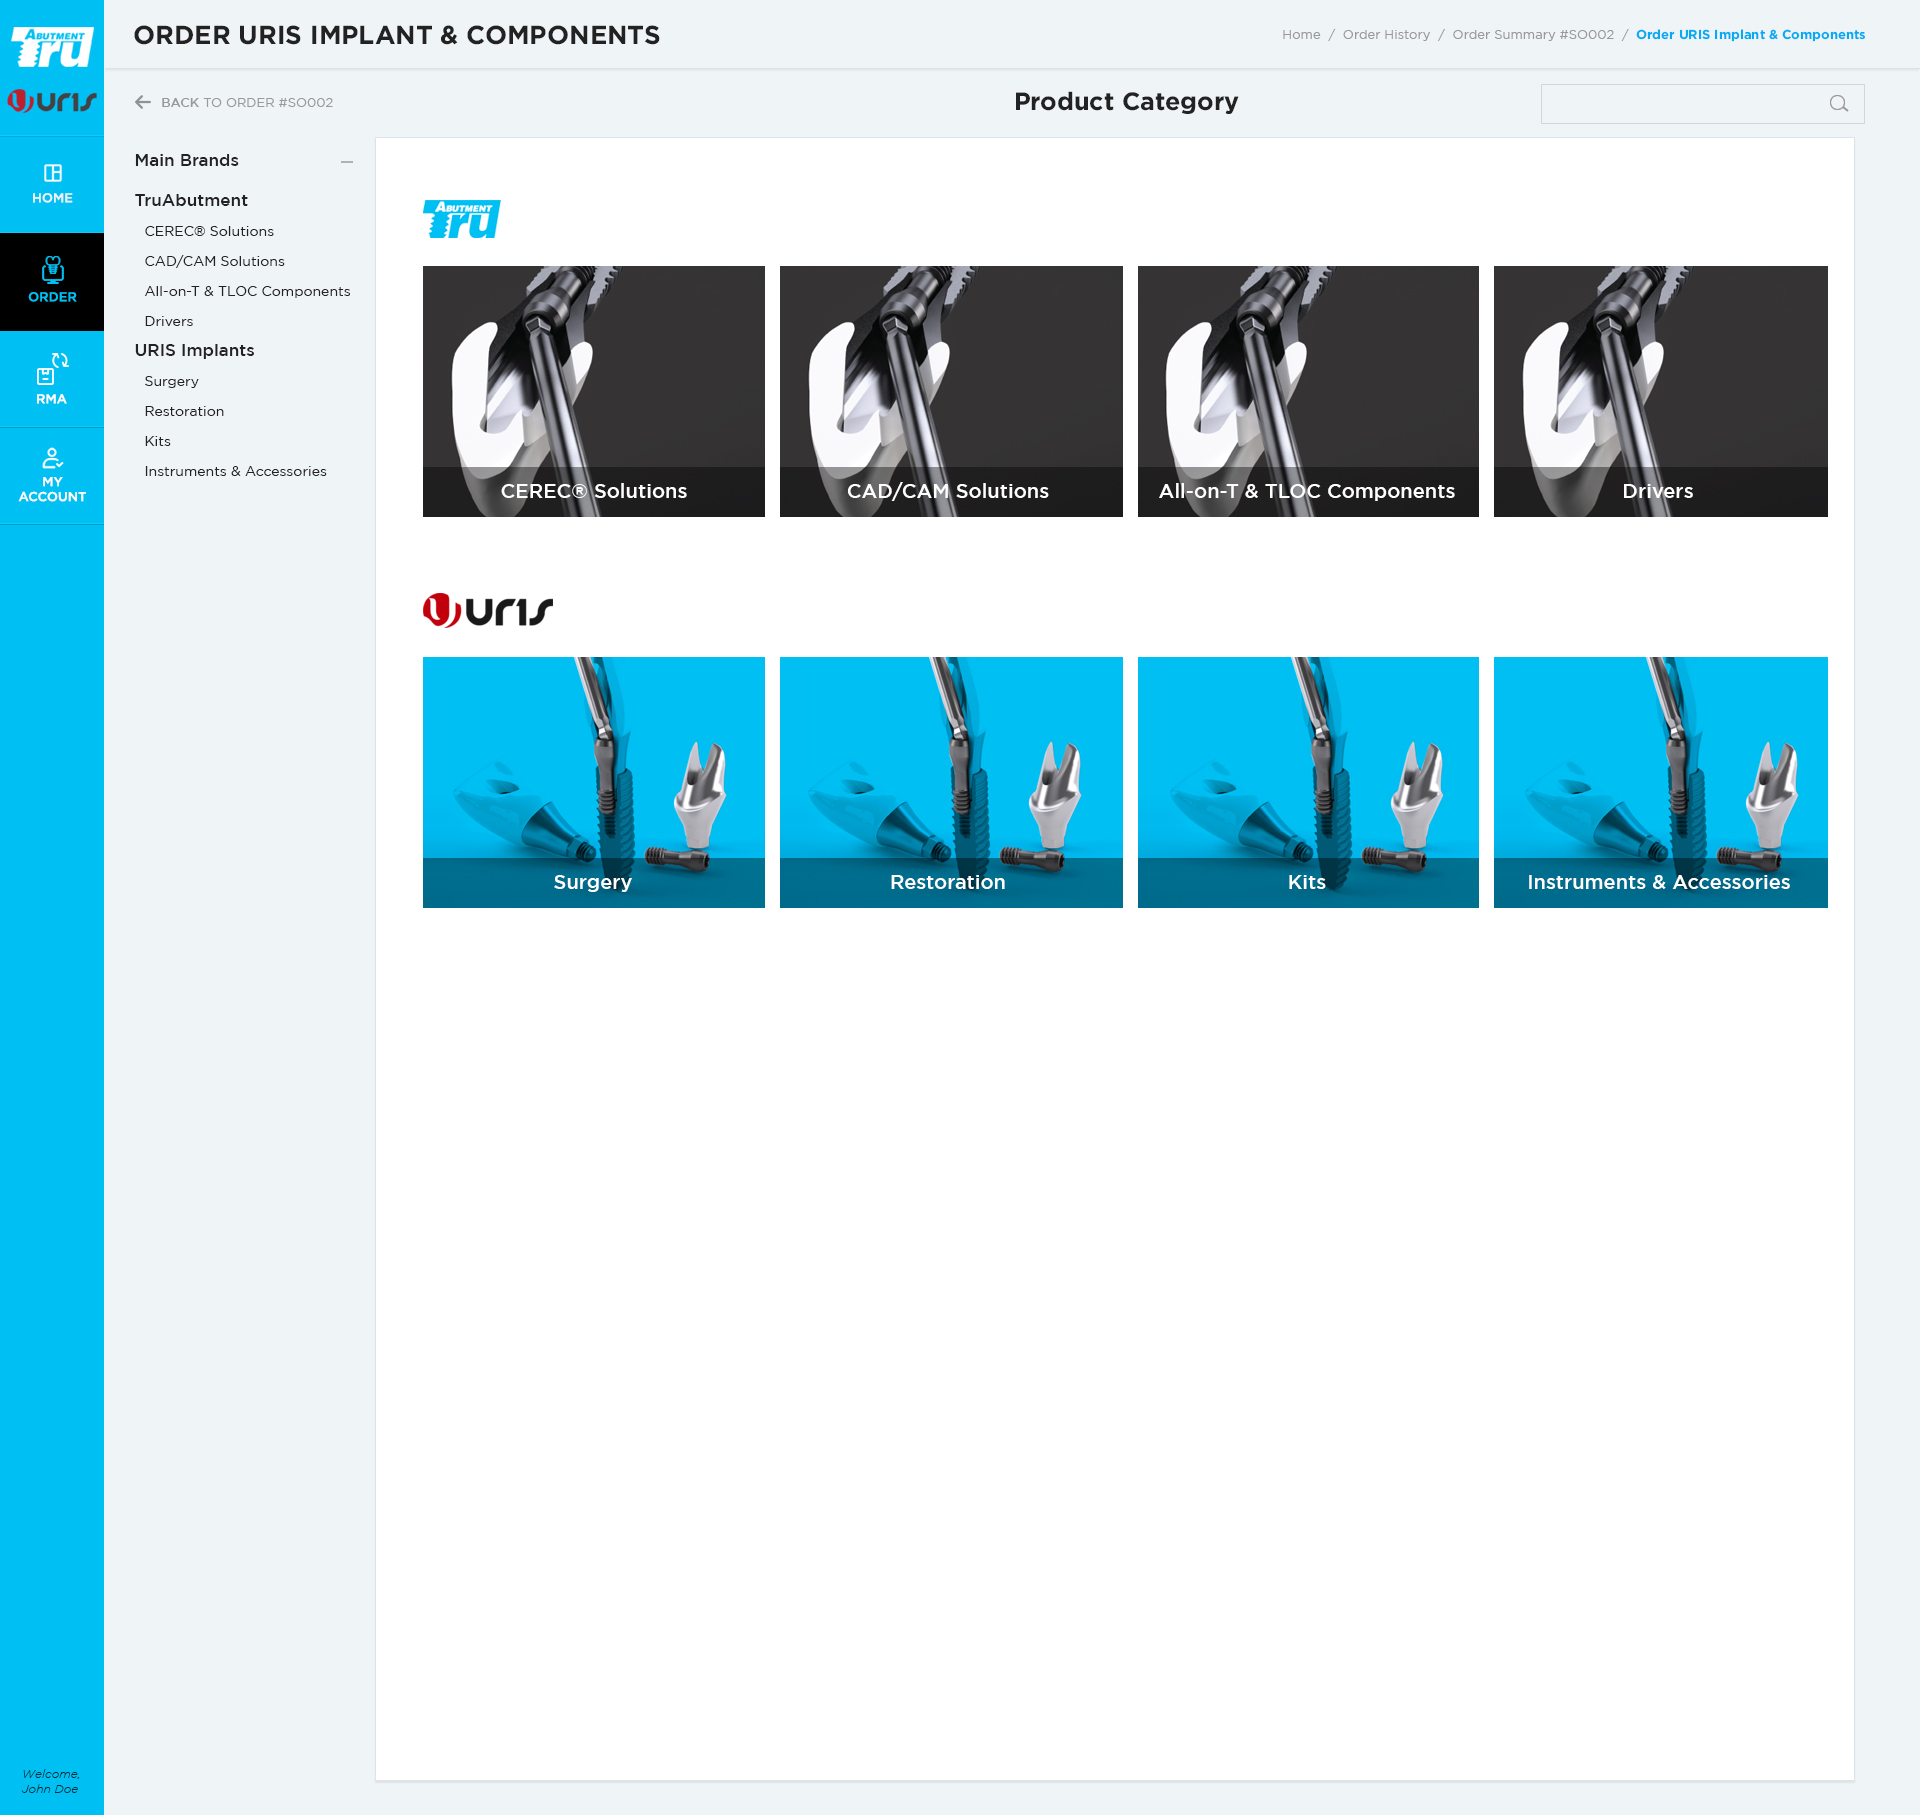 ABUTMENT
Tru
URIS
HOME
ORDER
RMA
MY
ACCOUNT
Welcome,
John Doe
ORDER URIS IMPLANT & COMPONENTS
Home / Order History / Order Summary #SO002 / Order URIS Implant & Components
BACK TO ORDER #SO002
Product Category
Main Brands
TruAbutment
CEREC® Solutions
CAD/CAM Solutions
All-on-T & TLOC Components
Drivers
URIS Implants
Surgery
Restoration
Kits
Instruments & Accessories
ABUTMENT
Tru
CEREC® Solutions
CAD/CAM Solutions
All-on-T & TLOC Components
Drivers
URIS
Surgery
Restoration
Kits
Instruments & Accessories